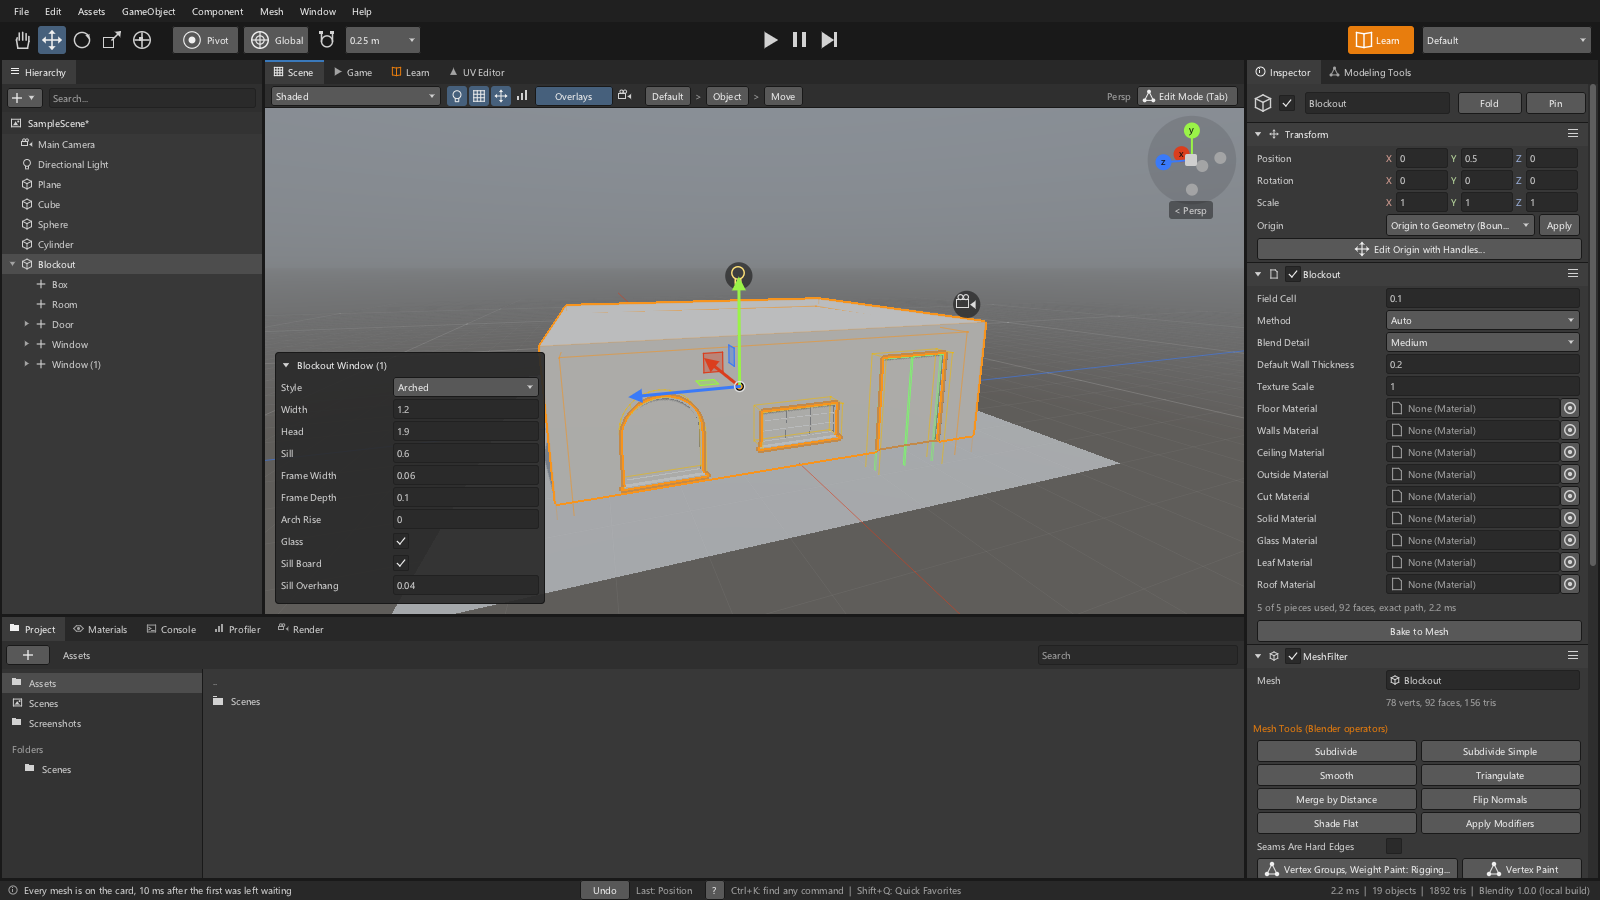 File Edit Assets GameObject Component Mesh Window Help
Pivot Global 0.25 m Learn Default
Hierarchy
Search...
SampleScene*
Main Camera
Directional Light
Plane
Cube
Sphere
Cylinder
Blockout
Box
Room
Door
Window
Window (1)
Scene Game Learn UV Editor
Shaded Overlays Default > Object > Move Persp Edit Mode (Tab)
y
x
z
< Persp
Blockout Window (1)
Style Arched
Width 1.2
Head 1.9
Sill 0.6
Frame Width 0.06
Frame Depth 0.1
Arch Rise 0
Glass
Sill Board
Sill Overhang 0.04
Inspector Modeling Tools
Blockout Fold Pin
Transform
Position X 0 Y 0.5 Z 0
Rotation X 0 Y 0 Z 0
Scale X 1 Y 1 Z 1
Origin Origin to Geometry (Boun... Apply
Edit Origin with Handles...
Blockout
Field Cell 0.1
Method Auto
Blend Detail Medium
Default Wall Thickness 0.2
Texture Scale 1
Floor Material None (Material)
Walls Material None (Material)
Ceiling Material None (Material)
Outside Material None (Material)
Cut Material None (Material)
Solid Material None (Material)
Glass Material None (Material)
Leaf Material None (Material)
Roof Material None (Material)
5 of 5 pieces used, 92 faces, exact path, 2.2 ms
Bake to Mesh
MeshFilter
Mesh Blockout
78 verts, 92 faces, 156 tris
Mesh Tools (Blender operators)
Subdivide Subdivide Simple
Smooth Triangulate
Merge by Distance Flip Normals
Shade Flat Apply Modifiers
Seams Are Hard Edges
Vertex Groups, Weight Paint: Rigging... Vertex Paint
Project Materials Console Profiler Render
Assets Search
Assets
Scenes
Screenshots
Folders
Scenes
..
Scenes
Every mesh is on the card, 10 ms after the first was left waiting Undo Last: Position ? Ctrl+K: find any command | Shift+Q: Quick Favorites 2.2 ms | 19 objects | 1892 tris | Blendity 1.0.0 (local build)